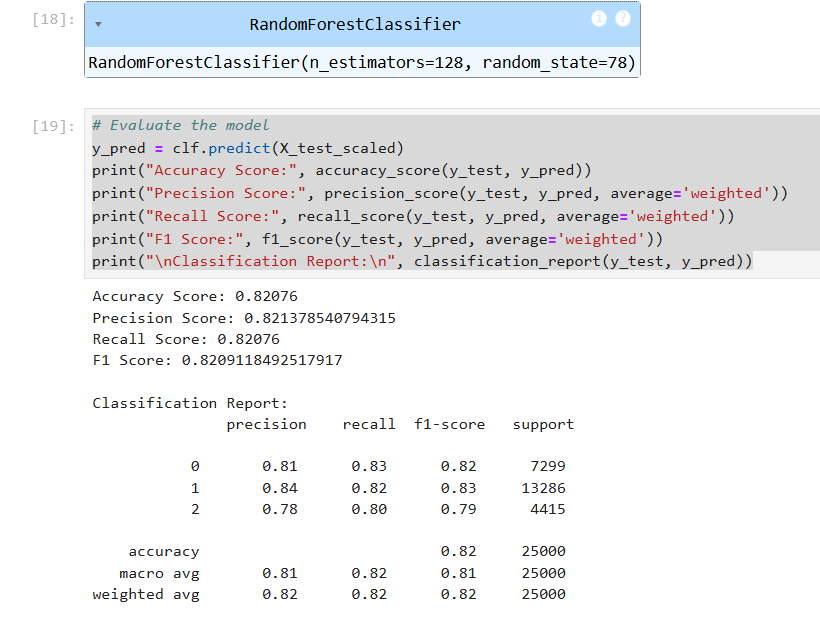 [18]:
▾ RandomForestClassifier i ?
RandomForestClassifier(n_estimators=128, random_state=78)
[19]:
# Evaluate the model
y_pred = clf.predict(X_test_scaled)
print("Accuracy Score:", accuracy_score(y_test, y_pred))
print("Precision Score:", precision_score(y_test, y_pred, average='weighted'))
print("Recall Score:", recall_score(y_test, y_pred, average='weighted'))
print("F1 Score:", f1_score(y_test, y_pred, average='weighted'))
print("\nClassification Report:\n", classification_report(y_test, y_pred))
Accuracy Score: 0.82076
Precision Score: 0.821378540794315
Recall Score: 0.82076
F1 Score: 0.8209118492517917
Classification Report:
precision recall f1-score support
0 0.81 0.83 0.82 7299
1 0.84 0.82 0.83 13286
2 0.78 0.80 0.79 4415
accuracy 0.82 25000
macro avg 0.81 0.82 0.81 25000
weighted avg 0.82 0.82 0.82 25000